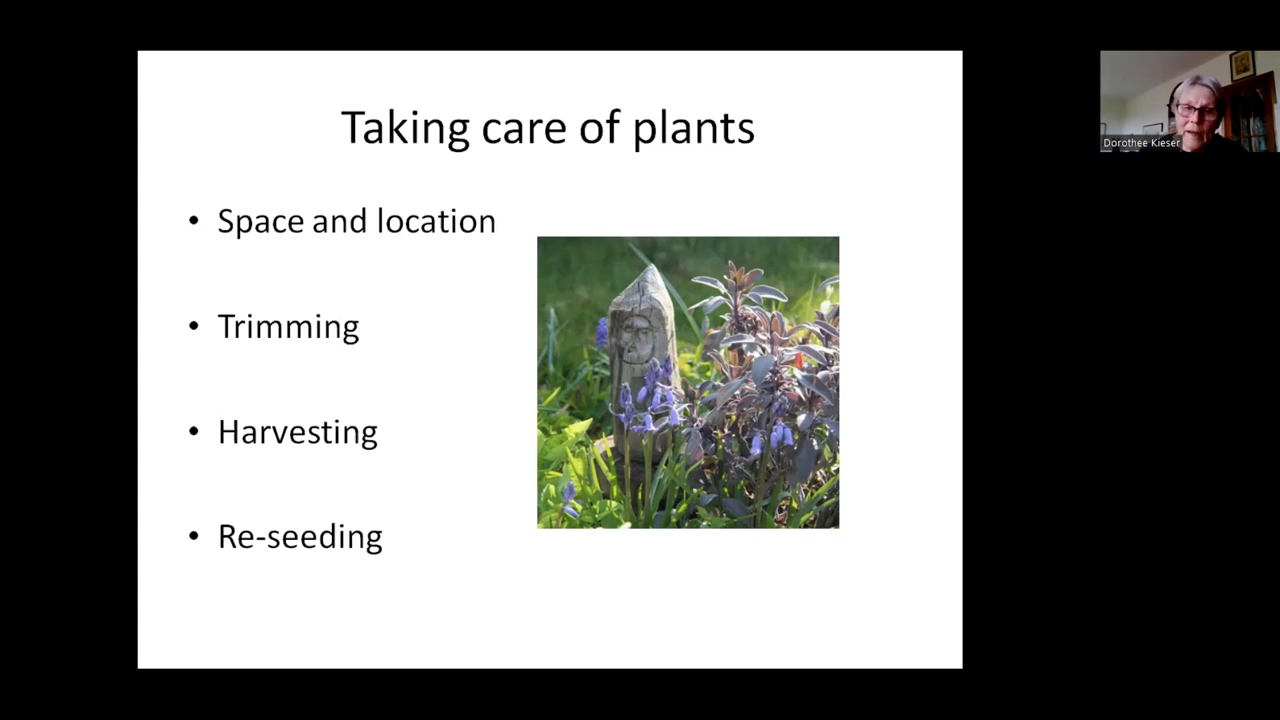 Taking care of plants
• Space and location
• Trimming
• Harvesting
• Re-seeding
Dorothee Kieser